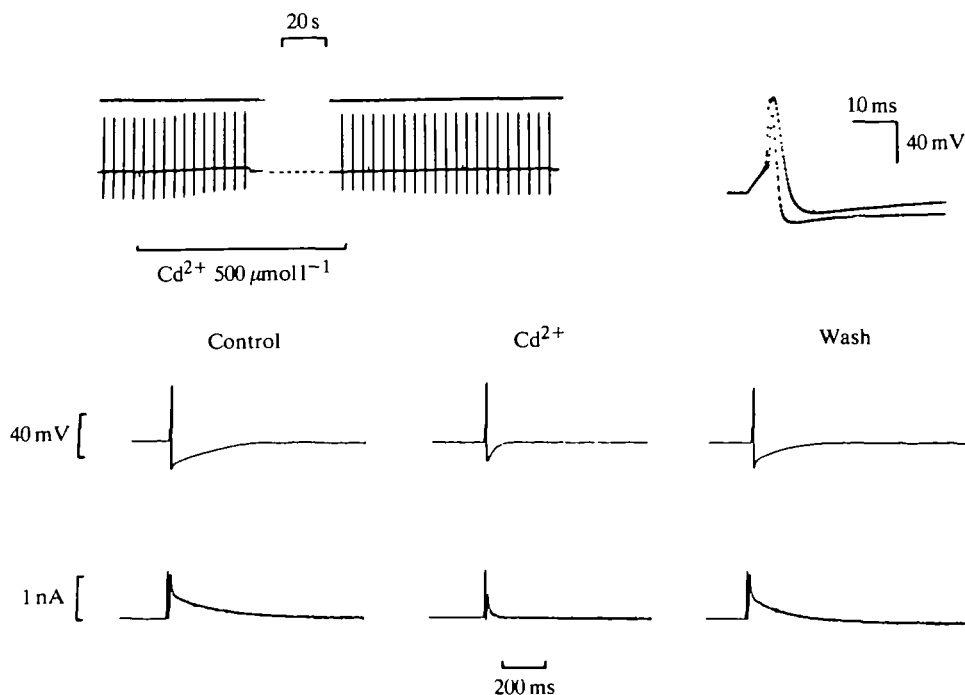 20 s
10 ms
40 mV
Cd²⁺ 500 μmol l⁻¹
Control
Cd²⁺
Wash
40 mV
1 nA
200 ms